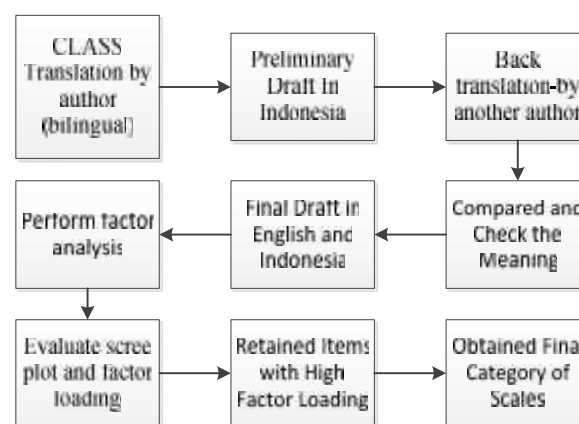 CLASS
Translation by
author
(bilingual)
Preliminary
Draft In
Indonesia
Back
translation-by
another author
Compared and
Check the
Meaning
Final Draft in
English and
Indonesia
Perform factor
analysis
Evaluate scree
plot and factor
loading
Retained Items
with High
Factor Loading
Obtained Fina
Category of
Scales